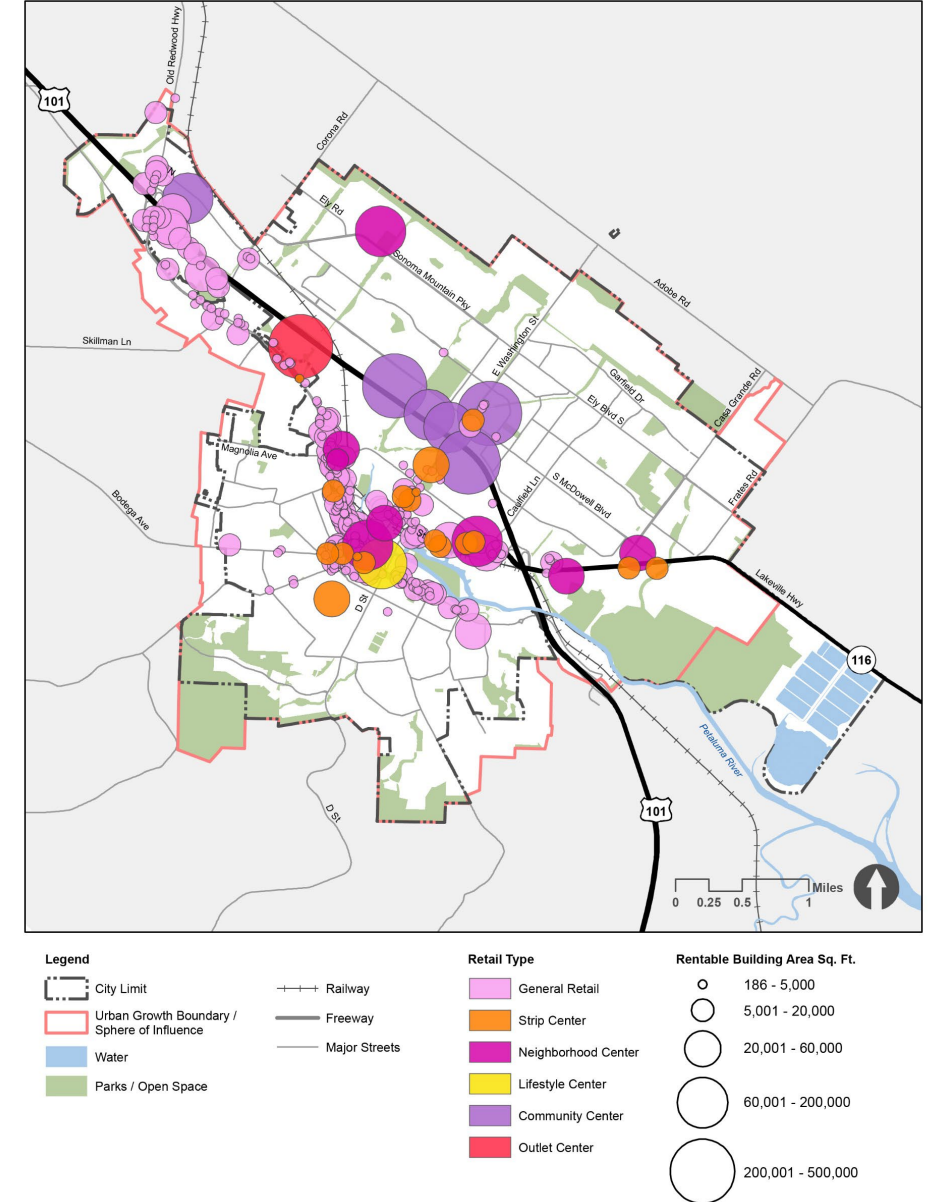 Old Redwood Hwy
101
Corona Rd
N
Ely Rd
Sonoma Mountain Pky
Adobe Rd
E Washington St
Skillman Ln
Garfield Dr
Casa Grande Rd
Ely Blvd S
Magnolia Ave
Frates Rd
Bodega Ave
Caulfield Ln
S McDowell Blvd
St
Lakeville Hwy
D St
116
Petaluma River
D St
101
Miles
0 0.25 0.5 1
Legend
City Limit
Urban Growth Boundary /
Sphere of Influence
Water
Parks / Open Space
Railway
Freeway
Major Streets
Retail Type
General Retail
Strip Center
Neighborhood Center
Lifestyle Center
Community Center
Outlet Center
Rentable Building Area Sq. Ft.
186 - 5,000
5,001 - 20,000
20,001 - 60,000
60,001 - 200,000
200,001 - 500,000